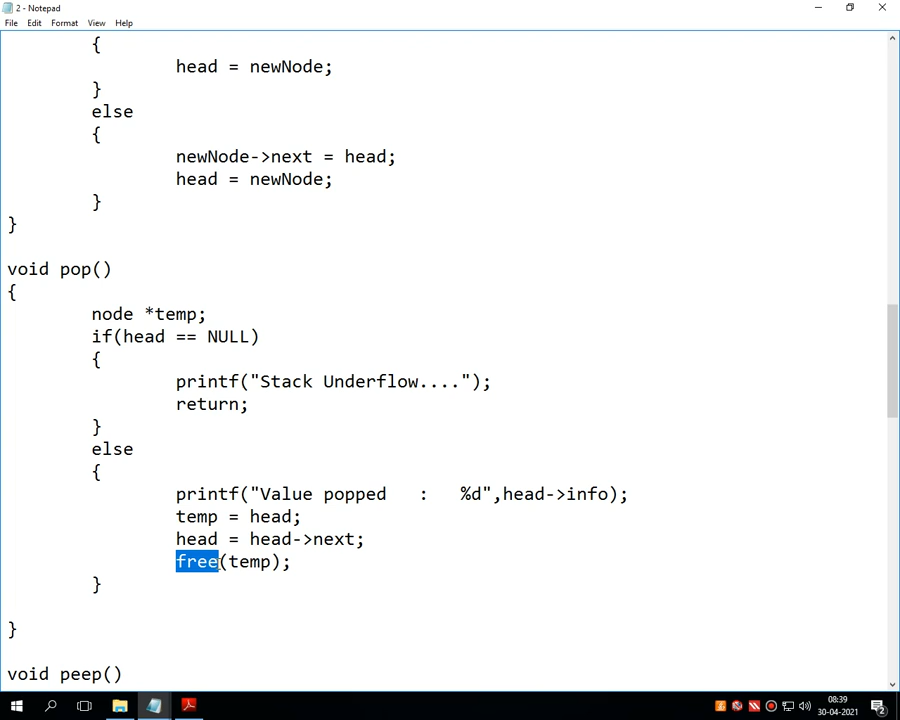 2 - Notepad
File Edit Format View Help
{
head = newNode;
}
else
{
newNode->next = head;
head = newNode;
}
}
void pop()
{
node *temp;
if(head == NULL)
{
printf("Stack Underflow....");
return;
}
else
{
printf("Value popped   :   %d",head->info);
temp = head;
head = head->next;
free(temp);
}
}
void peep()
08:39
30-04-2021
2